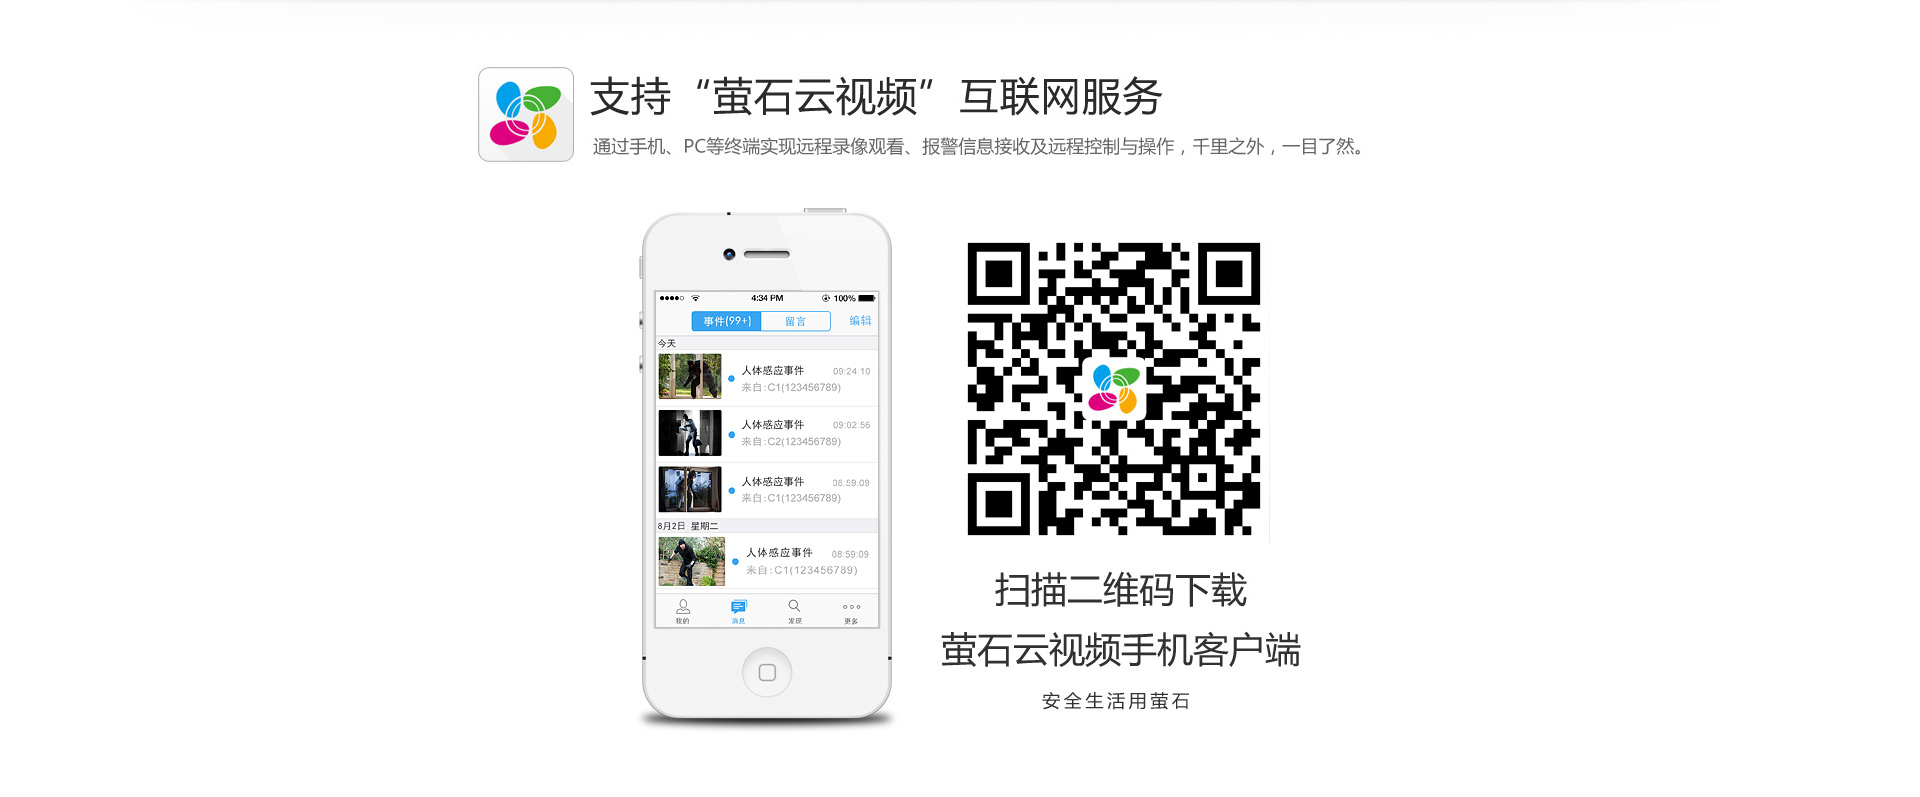 支持“萤石云视频”互联网服务
通过手机、PC等终端实现远程录像观看、报警信息接收及远程控制与操作，千里之外，一目了然。
4:34 PM
100%
事件(99+)
留言
编辑
今天
人体感应事件
09:24:10
来自:C1(123456789)
人体感应事件
09:02:56
来自:C2(123456789)
人体感应事件
08:59:09
来自:C1(123456789)
8月2日 星期二
人体感应事件
08:59:09
来自:C1(123456789)
我的
消息
发现
更多
扫描二维码下载
萤石云视频手机客户端
安全生活用萤石